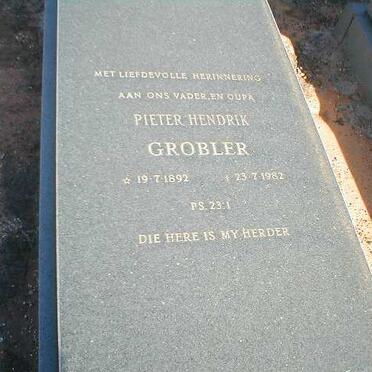 MET LIEFDEVOLLE HERINNERING
AAN ONS VADER, EN OUPA
PIETER HENDRIK
GROBLER
☆ 19-7-1892 ✝ 23-7-1982
PS. 23:1
DIE HERE IS MY HERDER